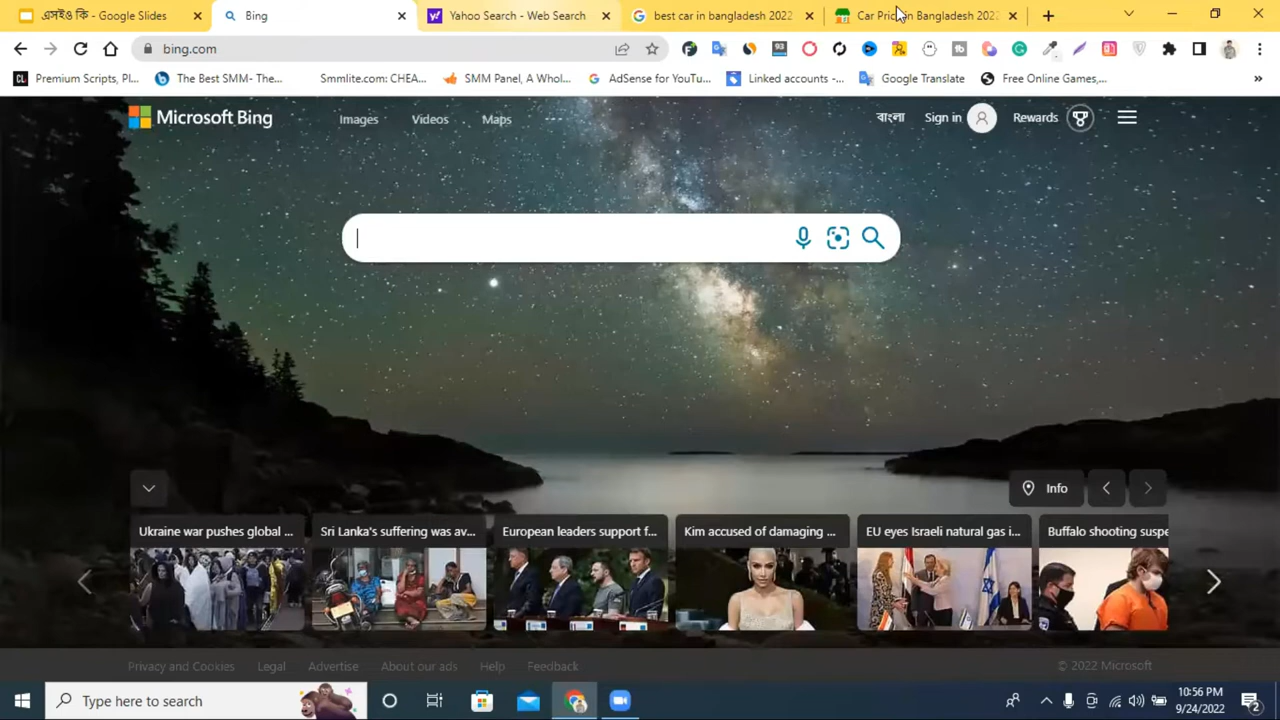 এসইও কি - Google Slides
Bing
Yahoo Search - Web Search
best car in bangladesh 2022
Car Price in Bangladesh 2022
bing.com
93
Premium Scripts, Pl...
The Best SMM- The...
Smmlite.com: CHEA...
SMM Panel, A Whol...
AdSense for YouTu...
Linked accounts -...
Google Translate
Free Online Games,...
Microsoft Bing
Images
Videos
Maps
বাংলা
Sign in
Rewards
Info
Ukraine war pushes global ...
Sri Lanka's suffering was av...
European leaders support f...
Kim accused of damaging ...
EU eyes Israeli natural gas i...
Buffalo shooting suspe
Privacy and Cookies
Legal
Advertise
About our ads
Help
Feedback
© 2022 Microsoft
Type here to search
10:56 PM
9/24/2022
2